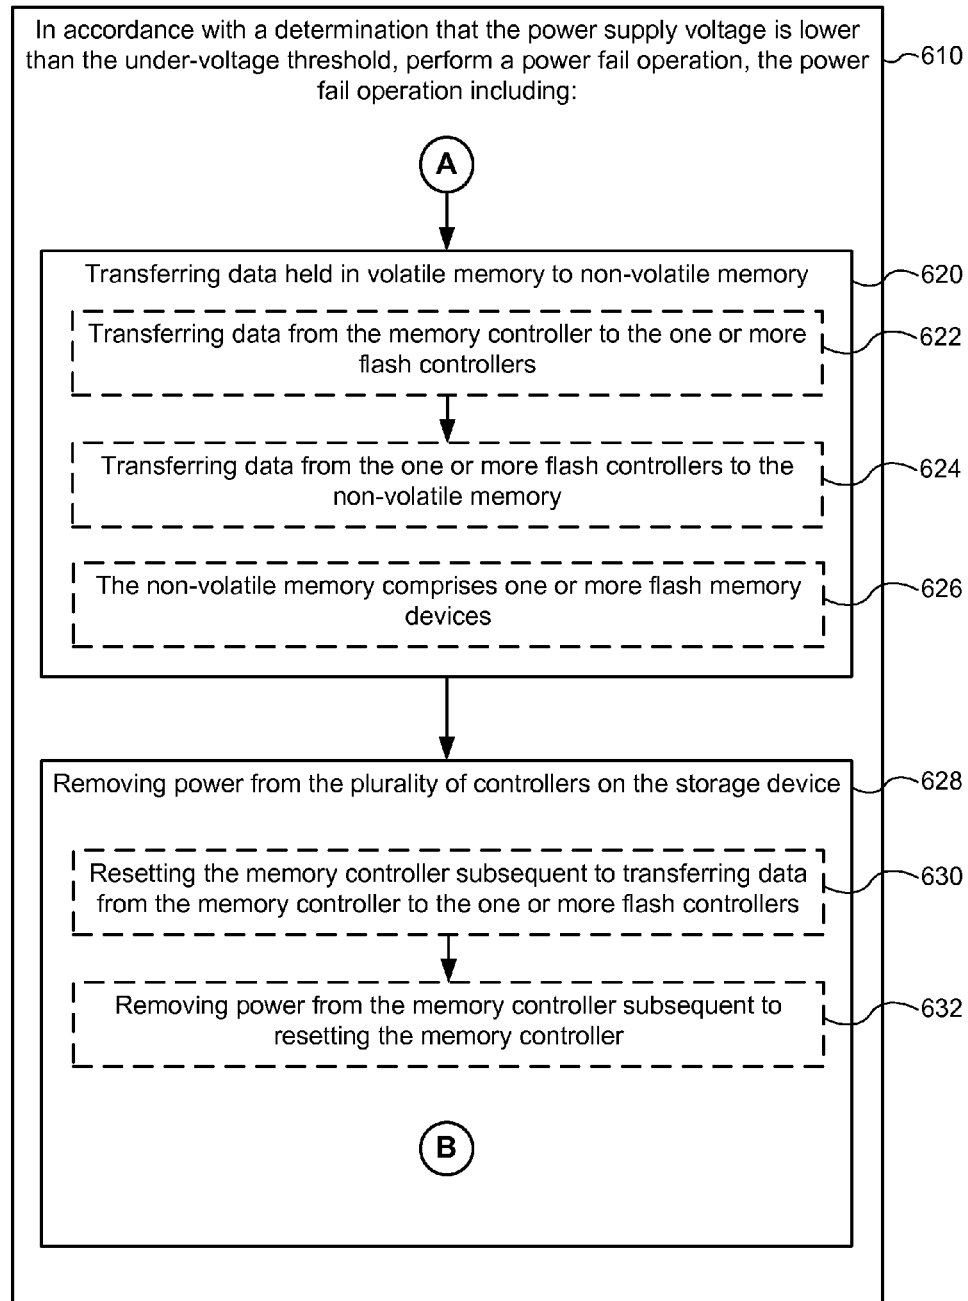 In accordance with a determination that the power supply voltage is lower
than the under-voltage threshold, perform a power fail operation, the power
fail operation including:
610
A
Transferring data held in volatile memory to non-volatile memory
620
Transferring data from the memory controller to the one or more
flash controllers
622
Transferring data from the one or more flash controllers to the
non-volatile memory
624
The non-volatile memory comprises one or more flash memory
devices
626
Removing power from the plurality of controllers on the storage device
628
Resetting the memory controller subsequent to transferring data
from the memory controller to the one or more flash controllers
630
Removing power from the memory controller subsequent to
resetting the memory controller
632
B